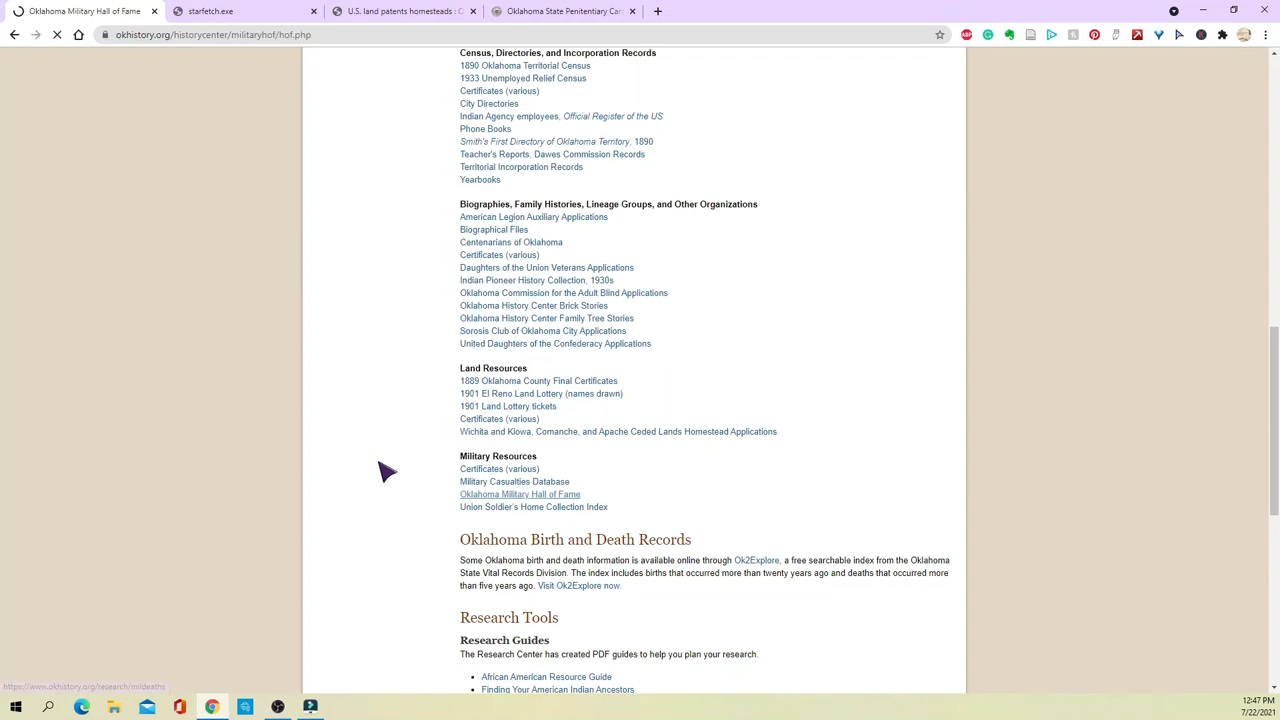 Oklahoma Military Hall of Fame
starfetch.exe
U.S. land patents homesteads : C
Oklahoma State Penitentiary Car
okhistory.org/historycenter/militaryhof/hof.php
Census, Directories, and Incorporation Records
1890 Oklahoma Territorial Census
1933 Unemployed Relief Census
Certificates (various)
City Directories
Indian Agency employees, Official Register of the US
Phone Books
Smith's First Directory of Oklahoma Territory, 1890
Teacher's Reports, Dawes Commission Records
Territorial Incorporation Records
Yearbooks
Biographies, Family Histories, Lineage Groups, and Other Organizations
American Legion Auxiliary Applications
Biographical Files
Centenarians of Oklahoma
Certificates (various)
Daughters of the Union Veterans Applications
Indian Pioneer History Collection, 1930s
Oklahoma Commission for the Adult Blind Applications
Oklahoma History Center Brick Stories
Oklahoma History Center Family Tree Stories
Sorosis Club of Oklahoma City Applications
United Daughters of the Confederacy Applications
Land Resources
1889 Oklahoma County Final Certificates
1901 El Reno Land Lottery (names drawn)
1901 Land Lottery tickets
Certificates (various)
Wichita and Kiowa, Comanche, and Apache Ceded Lands Homestead Applications
Military Resources
Certificates (various)
Military Casualties Database
Oklahoma Military Hall of Fame
Union Soldier's Home Collection Index
Oklahoma Birth and Death Records
Some Oklahoma birth and death information is available online through Ok2Explore, a free searchable index from the Oklahoma
State Vital Records Division. The index includes births that occurred more than twenty years ago and deaths that occurred more
than five years ago. Visit Ok2Explore now.
Research Tools
Research Guides
The Research Center has created PDF guides to help you plan your research.
African American Resource Guide
Finding Your American Indian Ancestors
https://www.okhistory.org/research/mildeaths
12:47 PM
7/22/2021